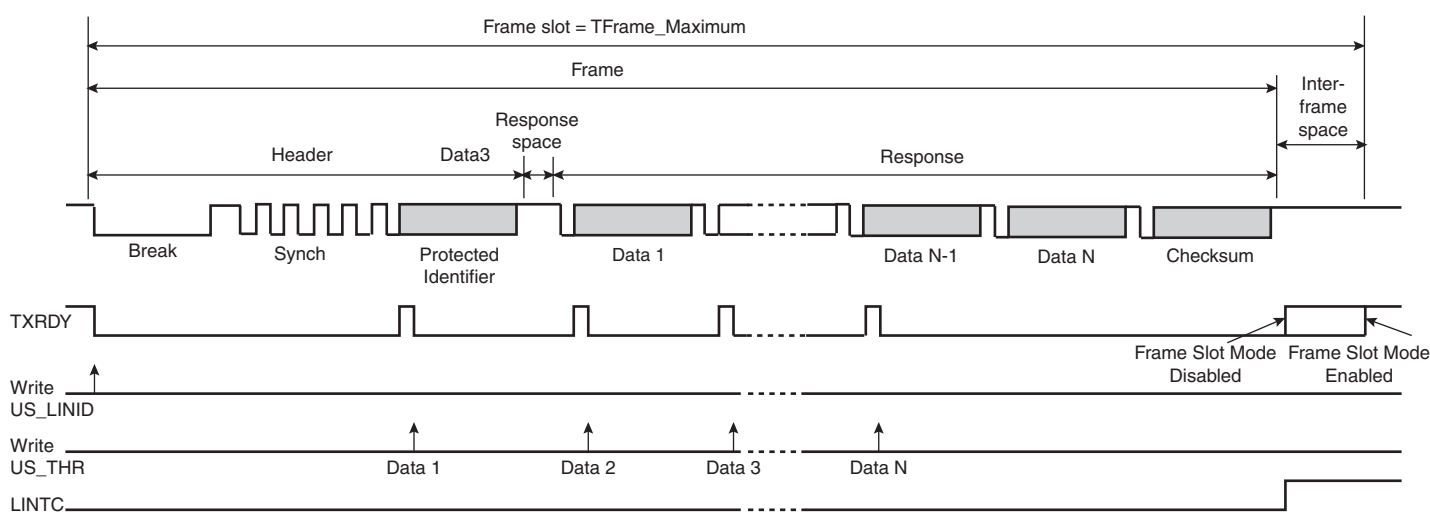 Frame slot = TFrame_Maximum
Frame
Inter-
frame
space
Response
space
Header
Data3
Response
Break
Synch
Protected
Identifier
Data 1
Data N-1
Data N
Checksum
TXRDY
Frame Slot Mode
Disabled
Frame Slot Mode
Enabled
Write
US_LINID
Write
US_THR
Data 1
Data 2
Data 3
Data N
LINTC